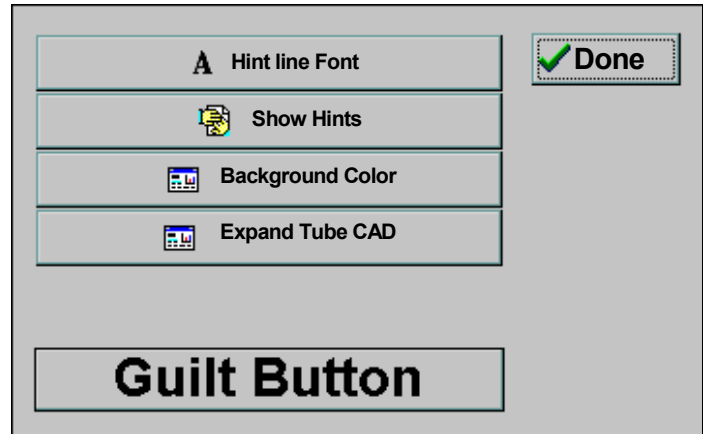 Hint line Font
Done
Show Hints
Background Color
Expand Tube CAD
Guilt Button